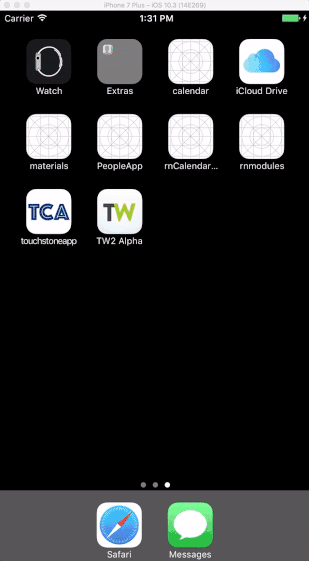 iPhone 7 Plus – iOS 10.3 (14E269)
Carrier 1:31 PM
Watch Extras calendar iCloud Drive
materials PeopleApp rnCalendar... rnmodules
TCA TW
touchstoneapp TW2 Alpha
Safari Messages